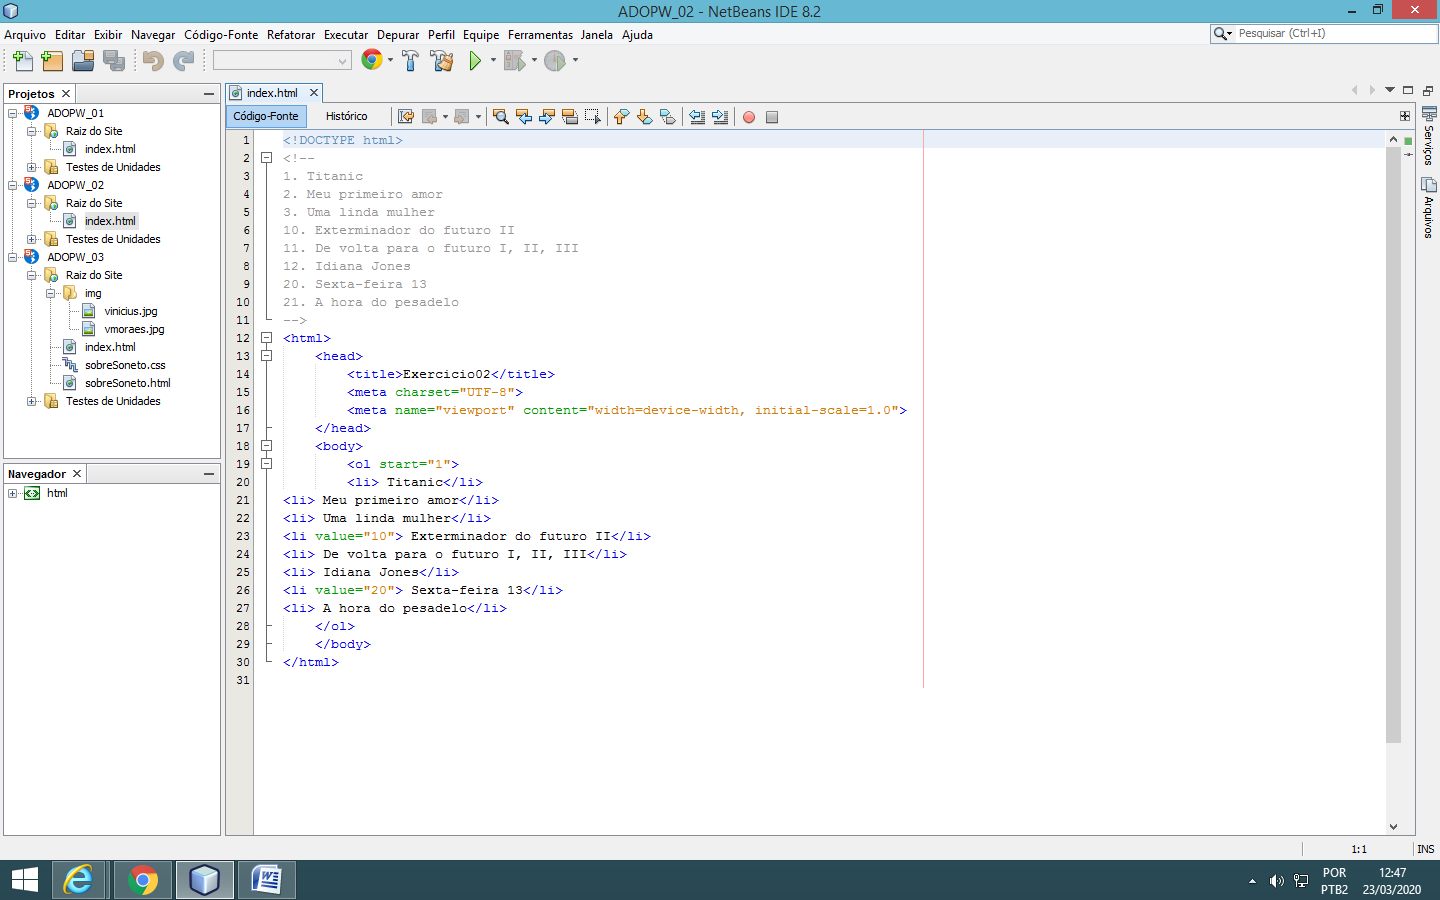 ADOPW_02 - NetBeans IDE 8.2
Arquivo Editar Exibir Navegar Código-Fonte Refatorar Executar Depurar Perfil Equipe Ferramentas Janela Ajuda
Pesquisar (Ctrl+I)
Projetos
ADOPW_01
Raiz do Site
index.html
Testes de Unidades
ADOPW_02
Raiz do Site
index.html
Testes de Unidades
ADOPW_03
Raiz do Site
img
vinicius.jpg
vmoraes.jpg
index.html
sobreSoneto.css
sobreSoneto.html
Testes de Unidades
Navegador
html
index.html
Código-Fonte Histórico
1 <!DOCTYPE html>
2 <!--
3 1. Titanic
4 2. Meu primeiro amor
5 3. Uma linda mulher
6 10. Exterminador do futuro II
7 11. De volta para o futuro I, II, III
8 12. Idiana Jones
9 20. Sexta-feira 13
10 21. A hora do pesadelo
11 -->
12 <html>
13 <head>
14 <title>Exercicio02</title>
15 <meta charset="UTF-8">
16 <meta name="viewport" content="width=device-width, initial-scale=1.0">
17 </head>
18 <body>
19 <ol start="1">
20 <li> Titanic</li>
21 <li> Meu primeiro amor</li>
22 <li> Uma linda mulher</li>
23 <li value="10"> Exterminador do futuro II</li>
24 <li> De volta para o futuro I, II, III</li>
25 <li> Idiana Jones</li>
26 <li value="20"> Sexta-feira 13</li>
27 <li> A hora do pesadelo</li>
28 </ol>
29 </body>
30 </html>
31
Serviços
Arquivos
1:1 INS
POR
PTB2
12:47
23/03/2020